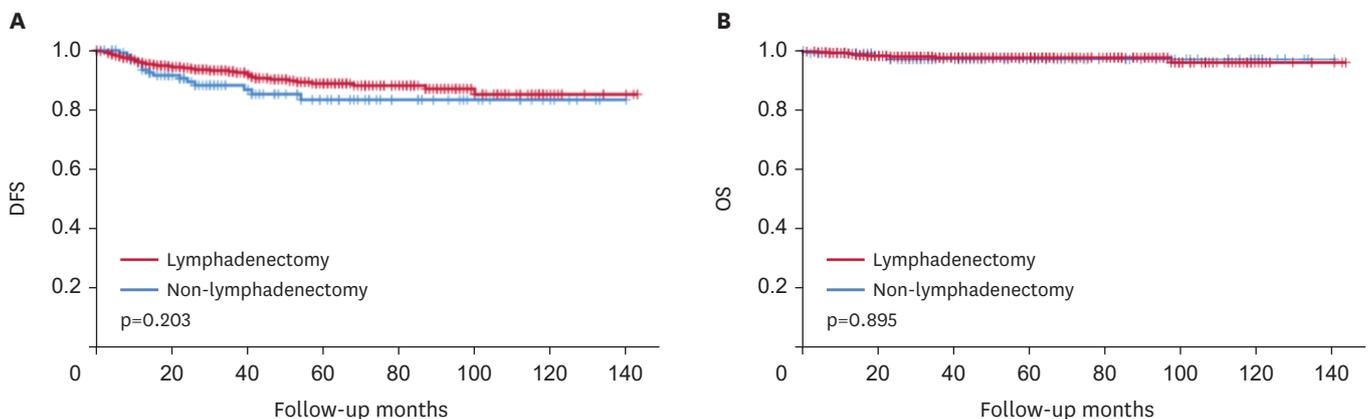 A
1.0
0.8
0.6
0.4
0.2
0
DFS
Lymphadenectomy
Non-lymphadenectomy
p=0.203
20 40 60 80 100 120 140
Follow-up months
B
1.0
0.8
0.6
0.4
0.2
0
OS
Lymphadenectomy
Non-lymphadenectomy
p=0.895
20 40 60 80 100 120 140
Follow-up months